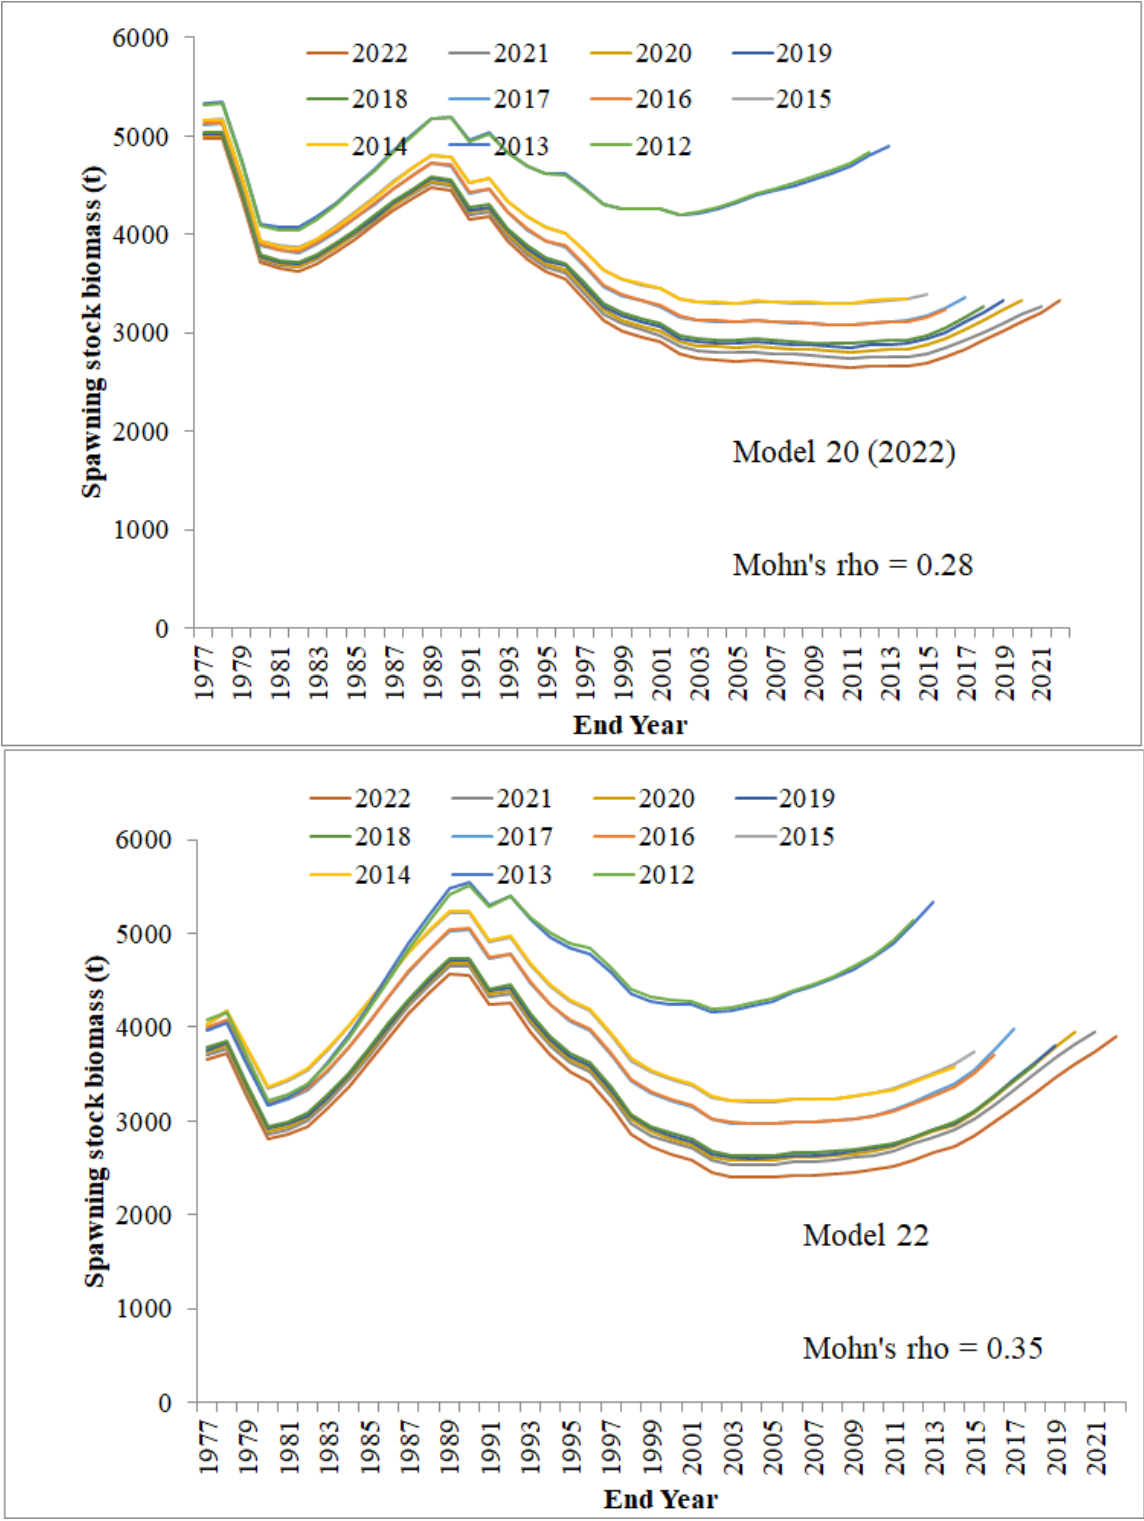 6000
2022 2021 2020 2019
2018 2017 2016 2015
5000
2014 2013 2012
4000
3000
2000
Model 20 (2022)
1000
Mohn's rho = 0.28
0
Spawning stock biomass (t)
1977 1979 1981 1983 1985 1987 1989 1991 1993 1995 1997 1999 2001 2003 2005 2007 2009 2011 2013 2015 2017 2019 2021
End Year
2022 2021 2020 2019
6000
2018 2017 2016 2015
2014 2013 2012
5000
4000
3000
2000
Model 22
1000
Mohn's rho = 0.35
0
Spawning stock biomass (t)
1977 1979 1981 1983 1985 1987 1989 1991 1993 1995 1997 1999 2001 2003 2005 2007 2009 2011 2013 2015 2017 2019 2021
End Year